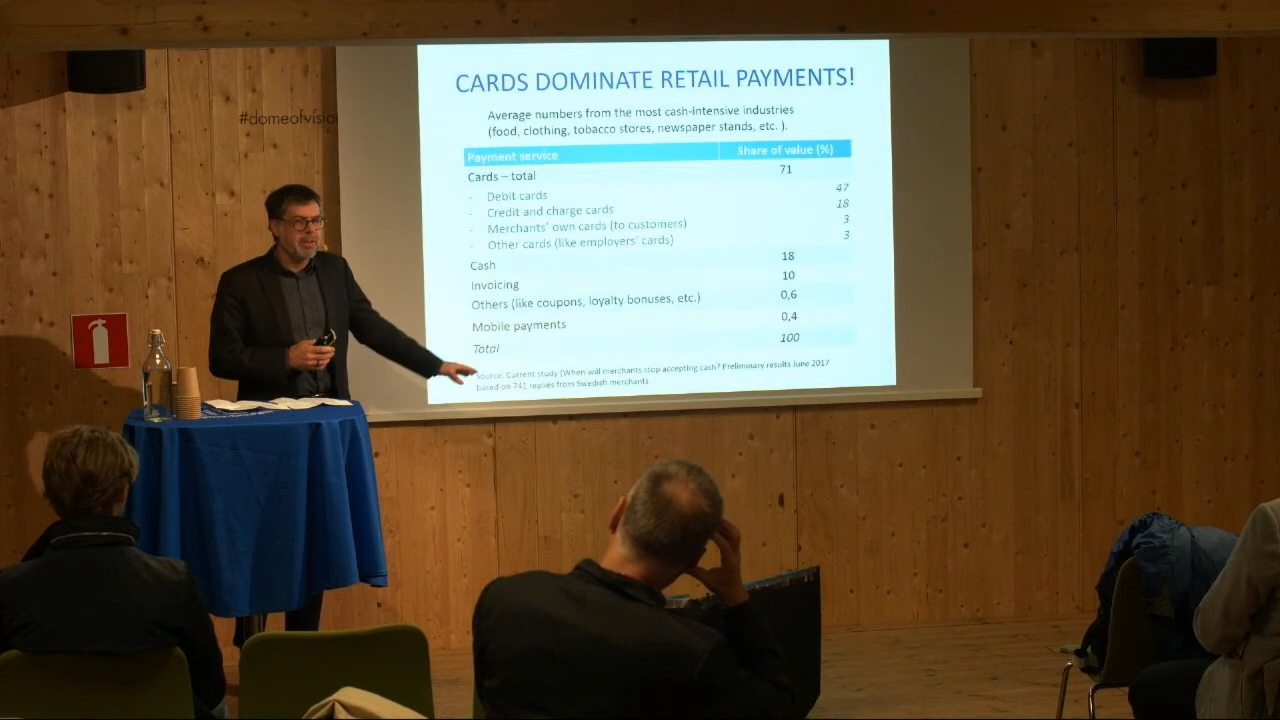 #domeofvision
CARDS DOMINATE RETAIL PAYMENTS!
Average numbers from the most cash-intensive industries
(food, clothing, tobacco stores, newspaper stands, etc. ).
Payment service Share of value (%)
Cards – total 71
- Debit cards 47
- Credit and charge cards 18
- Merchants' own cards (to customers) 3
- Other cards (like employers' cards) 3
Cash 18
Invoicing 10
Others (like coupons, loyalty bonuses, etc.) 0,6
Mobile payments 0,4
Total 100
Source: Current study (When will merchants stop accepting cash? Preliminary results June 2017
based on 741 replies from Swedish merchants